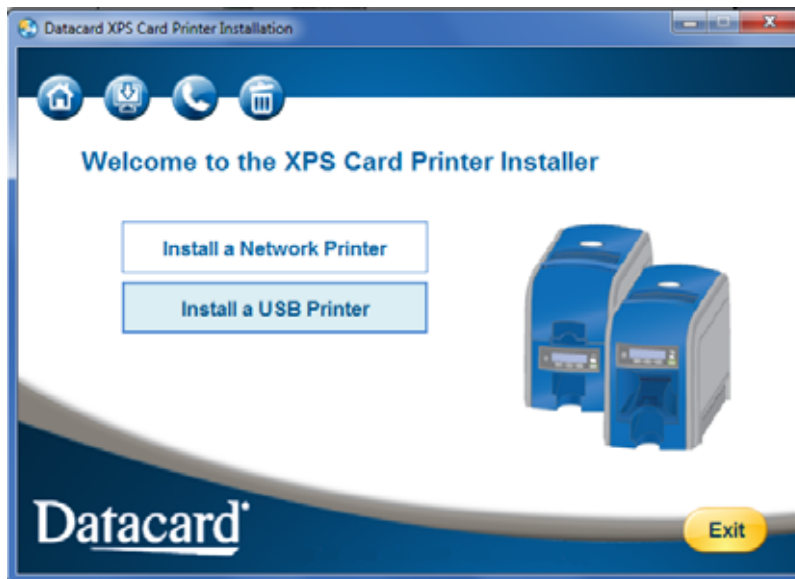 Datacard XPS Card Printer Installation
Welcome to the XPS Card Printer Installer
Install a Network Printer
Install a USB Printer
Datacard®
Exit